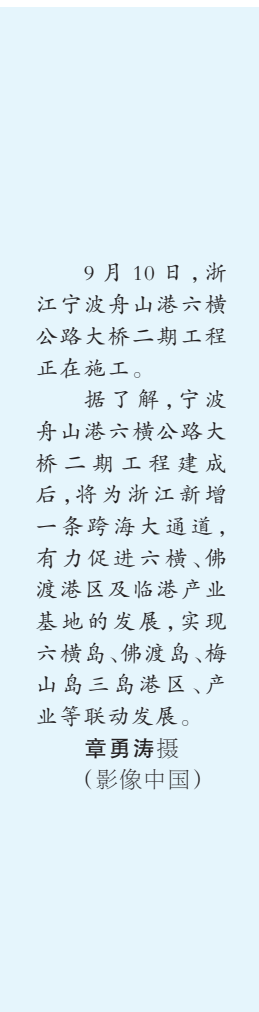 9月10日，浙
江宁波舟山港六横
公路大桥二期工程
正在施工。
据了解，宁波
舟山港六横公路大
桥二期工程建成
后，将为浙江新增
一条跨海大通道，
有力促进六横、佛
渡港区及临港产业
基地的发展，实现
六横岛、佛渡岛、梅
山岛三岛港区、产
业等联动发展。
章勇涛摄
（影像中国）